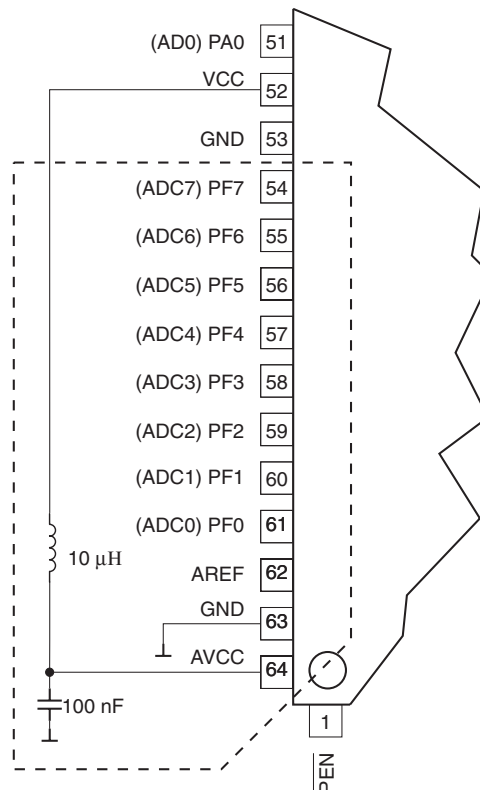 (AD0) PA0 51
VCC 52
GND 53
(ADC7) PF7 54
(ADC6) PF6 55
(ADC5) PF5 56
(ADC4) PF4 57
(ADC3) PF3 58
(ADC2) PF2 59
(ADC1) PF1 60
(ADC0) PF0 61
10 μH
AREF 62
GND 63
AVCC 64
100 nF
1
PEN